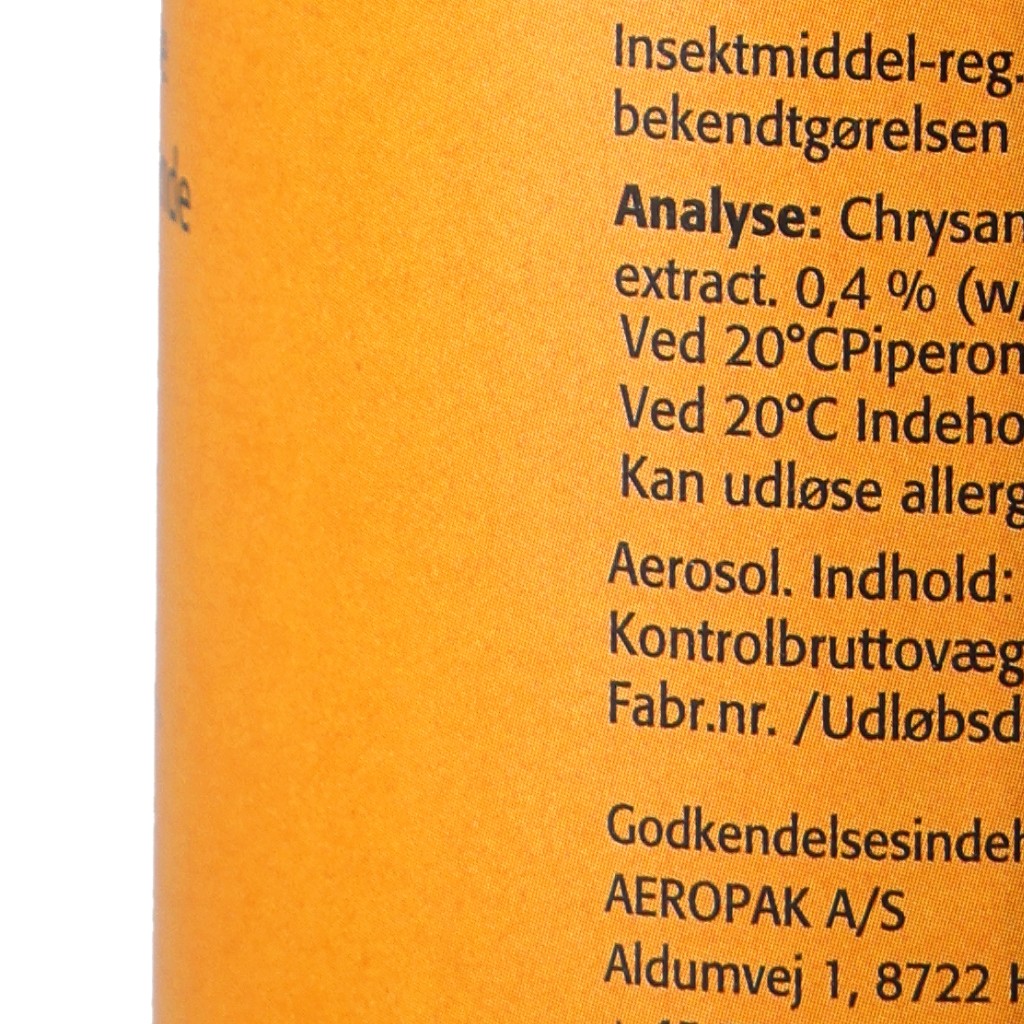 de
Insektmiddel-reg.
bekendtgørelsen
Analyse: Chrysan
extract. 0,4 % (w/
Ved 20°CPiperon
Ved 20°C Indeho
Kan udløse allerg
Aerosol. Indhold:
Kontrolbruttovæg
Fabr.nr. /Udløbsd
Godkendelsesindeh
AEROPAK A/S
Aldumvej 1, 8722 H